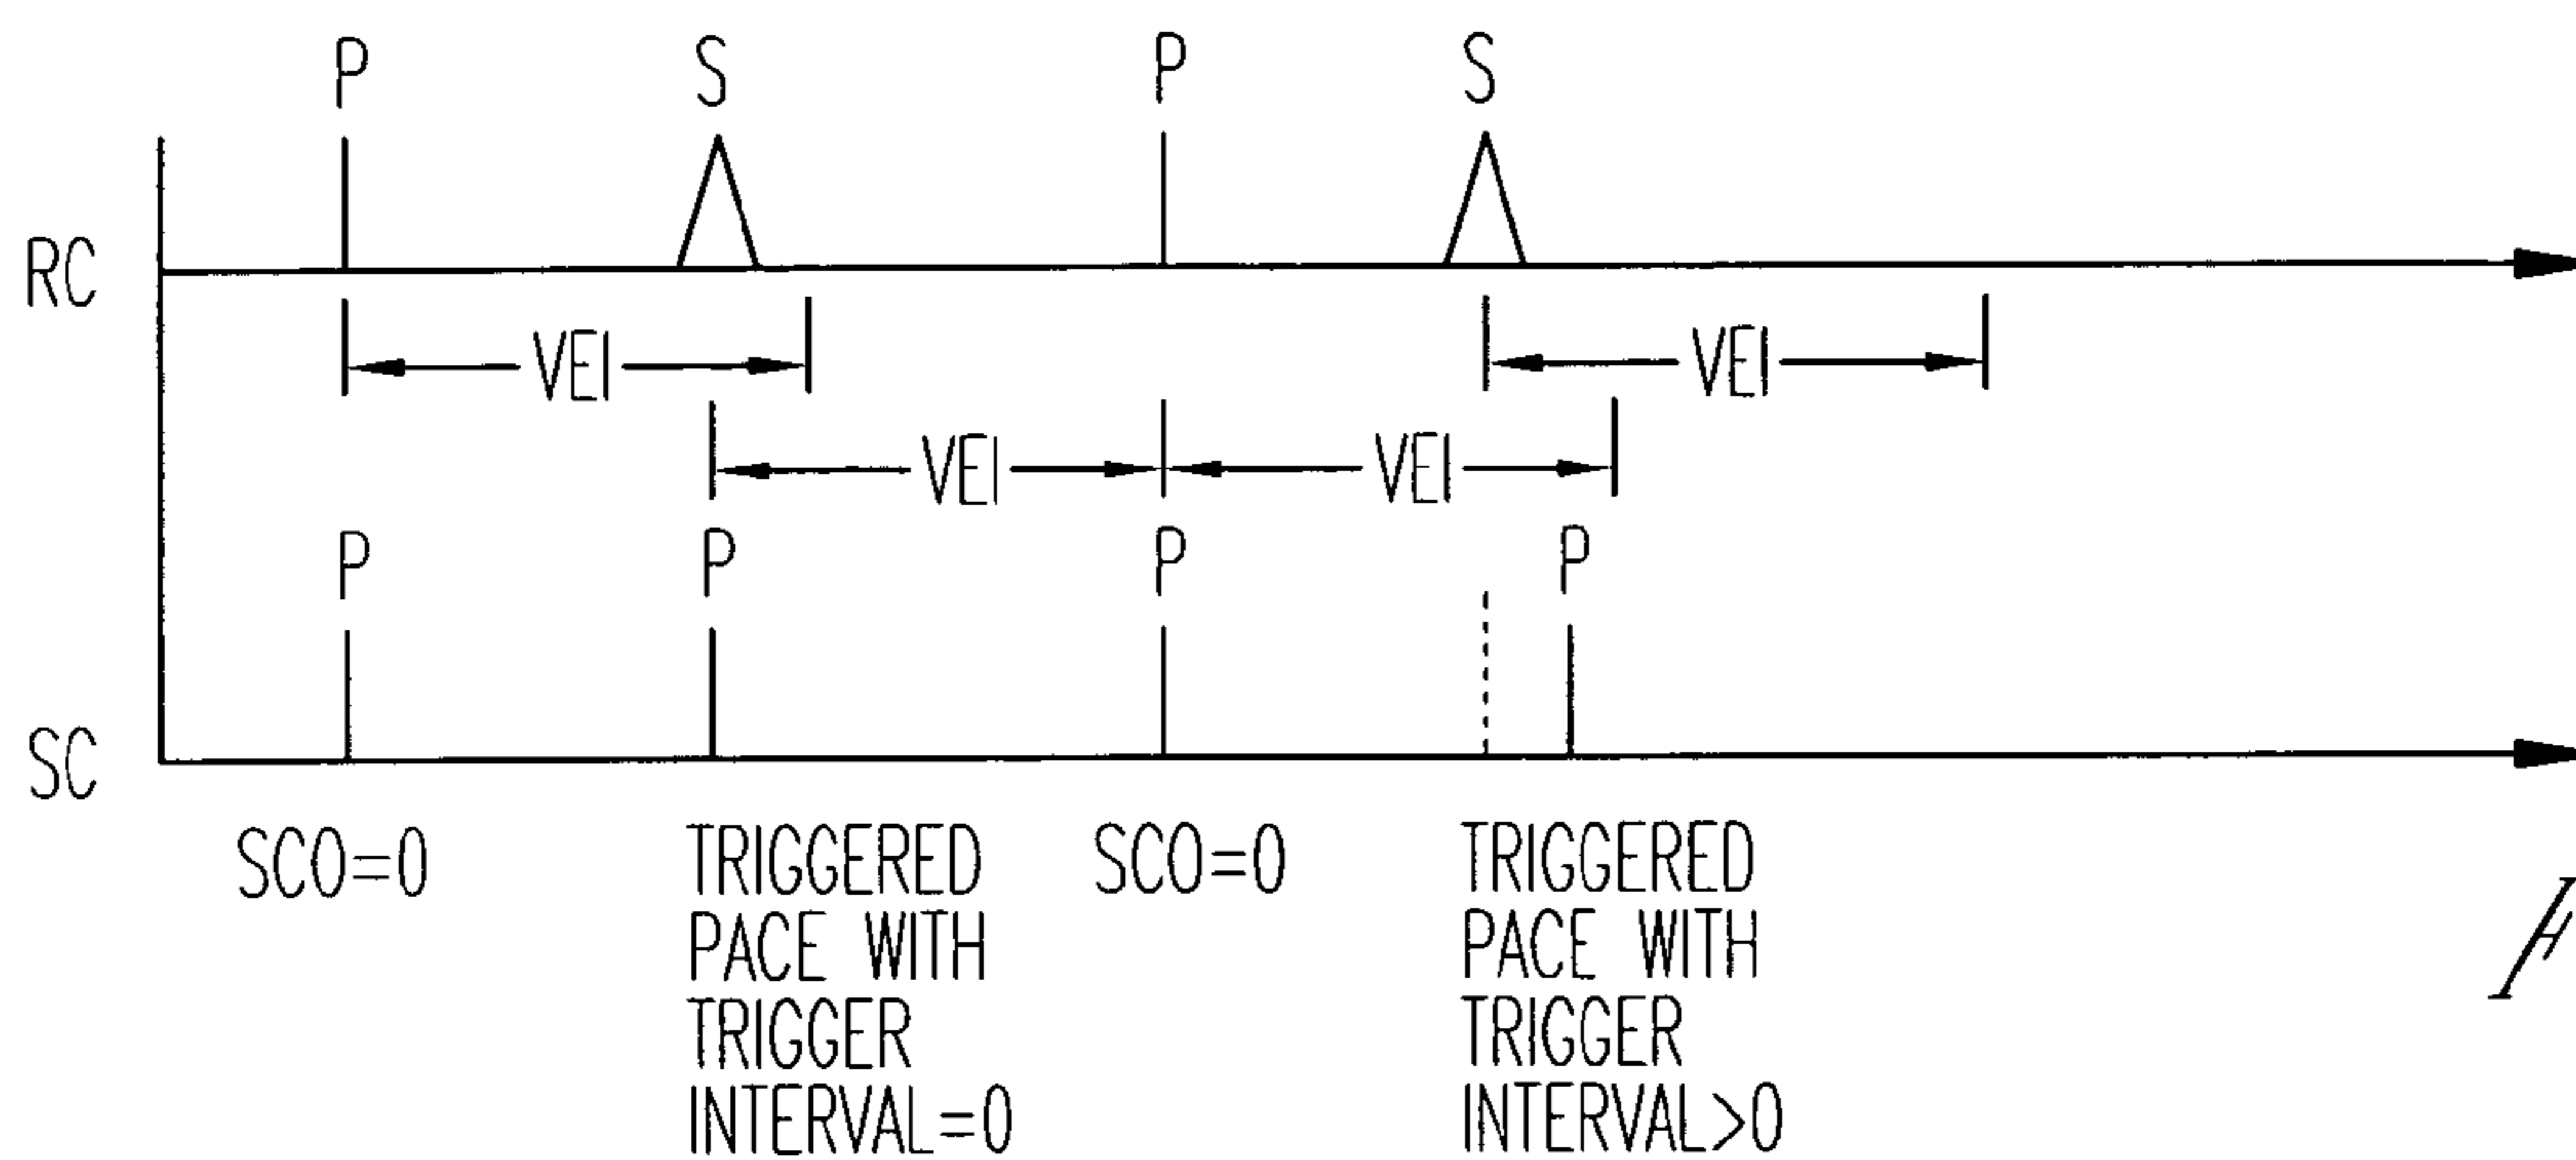 P S P S
RC
VEI VEI
VEI VEI
P P P P
SC
SCO=0 TRIGGERED SCO=0 TRIGGERED
PACE WITH PACE WITH
TRIGGER TRIGGER
INTERVAL=0 INTERVAL>0